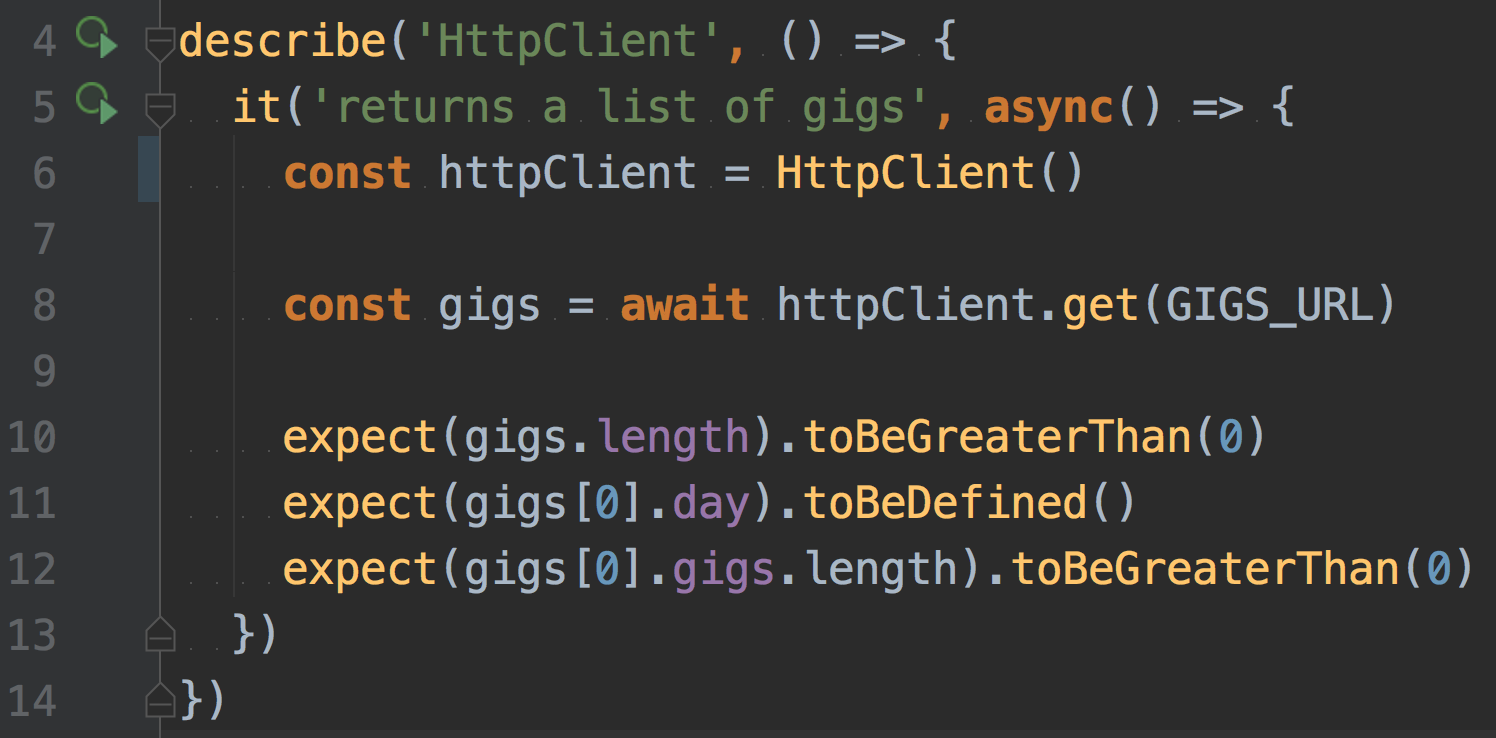 4 describe('HttpClient', () => {
5   it('returns a list of gigs', async() => {
6     const httpClient = HttpClient()
7
8     const gigs = await httpClient.get(GIGS_URL)
9
10     expect(gigs.length).toBeGreaterThan(0)
11     expect(gigs[0].day).toBeDefined()
12     expect(gigs[0].gigs.length).toBeGreaterThan(0)
13   })
14 })